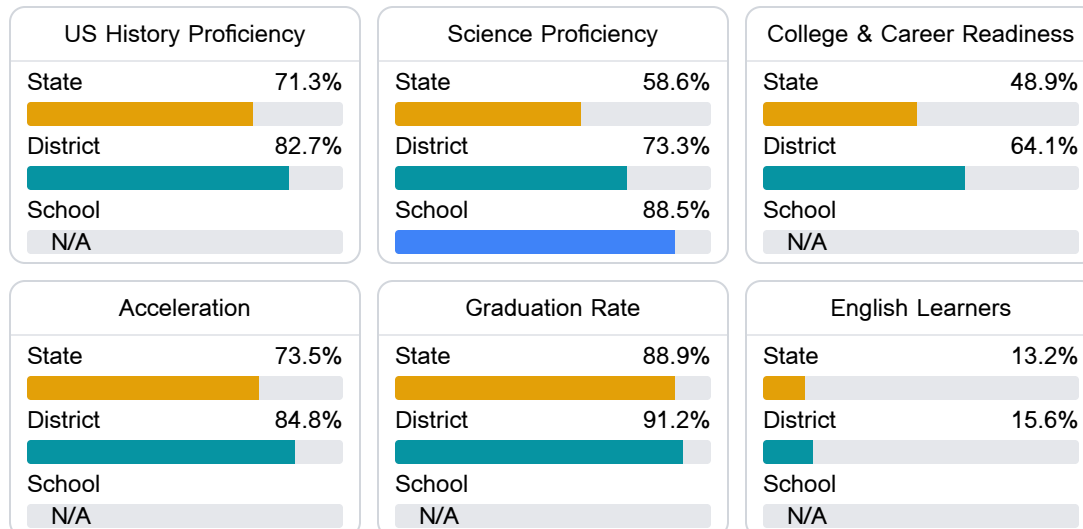 US History Proficiency
State 71.3%
District 82.7%
School
N/A
Science Proficiency
State 58.6%
District 73.3%
School 88.5%
College & Career Readiness
State 48.9%
District 64.1%
School
N/A
Acceleration
State 73.5%
District 84.8%
School
N/A
Graduation Rate
State 88.9%
District 91.2%
School
N/A
English Learners
State 13.2%
District 15.6%
School
N/A